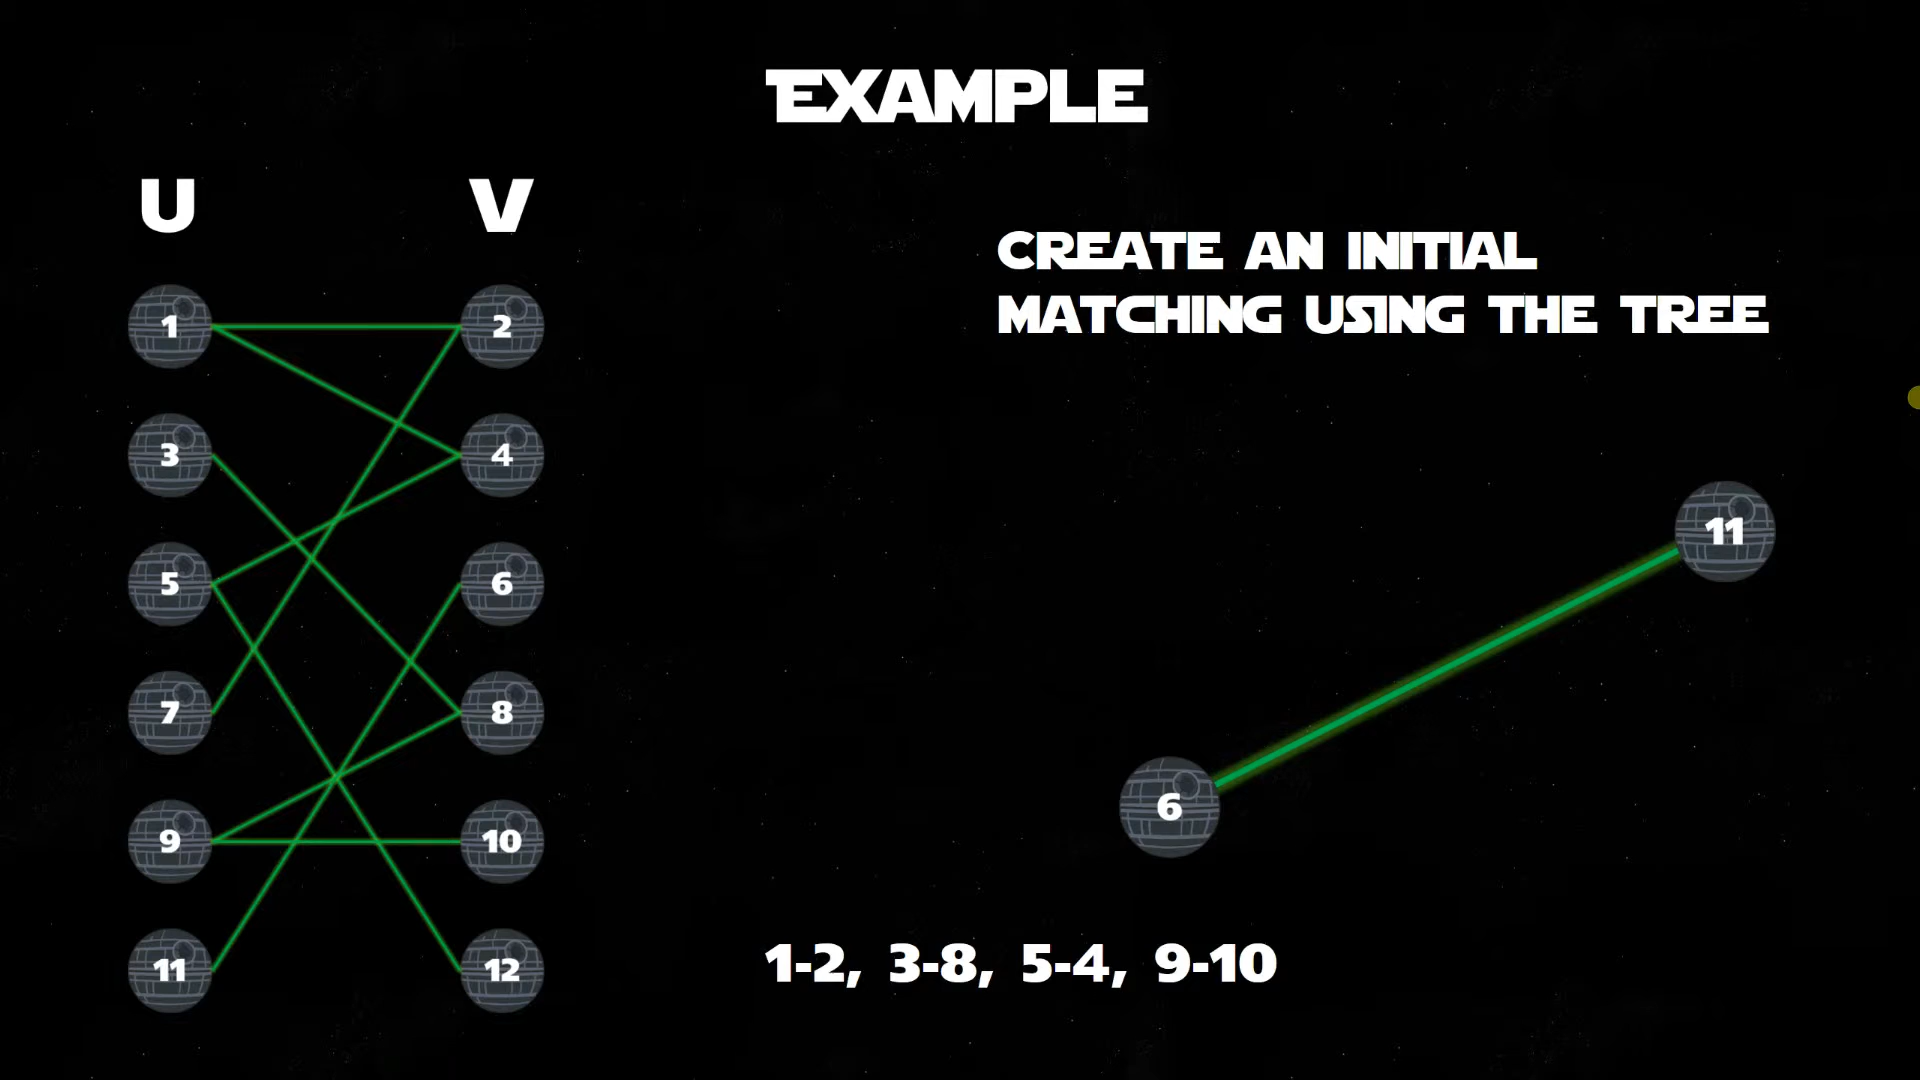 EXAMPLE
U V
CREATE AN INITIAL
MATCHING USING THE TREE
1 2
3 4
5 6
7 8
9 10
11 12
11
6
1-2, 3-8, 5-4, 9-10